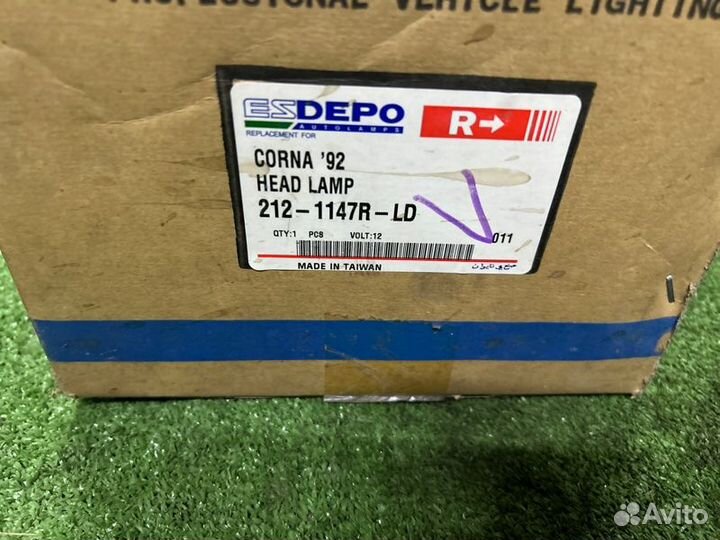 PROFESSIONAL VEHICLE LIGHTING
ESDEPO
AUTOLAMPS
R→
REPLACEMENT FOR
CORNA '92
HEAD LAMP
212-1147R-LD
QTY:1 PCS VOLT:12
011
MADE IN TAIWAN
Avito